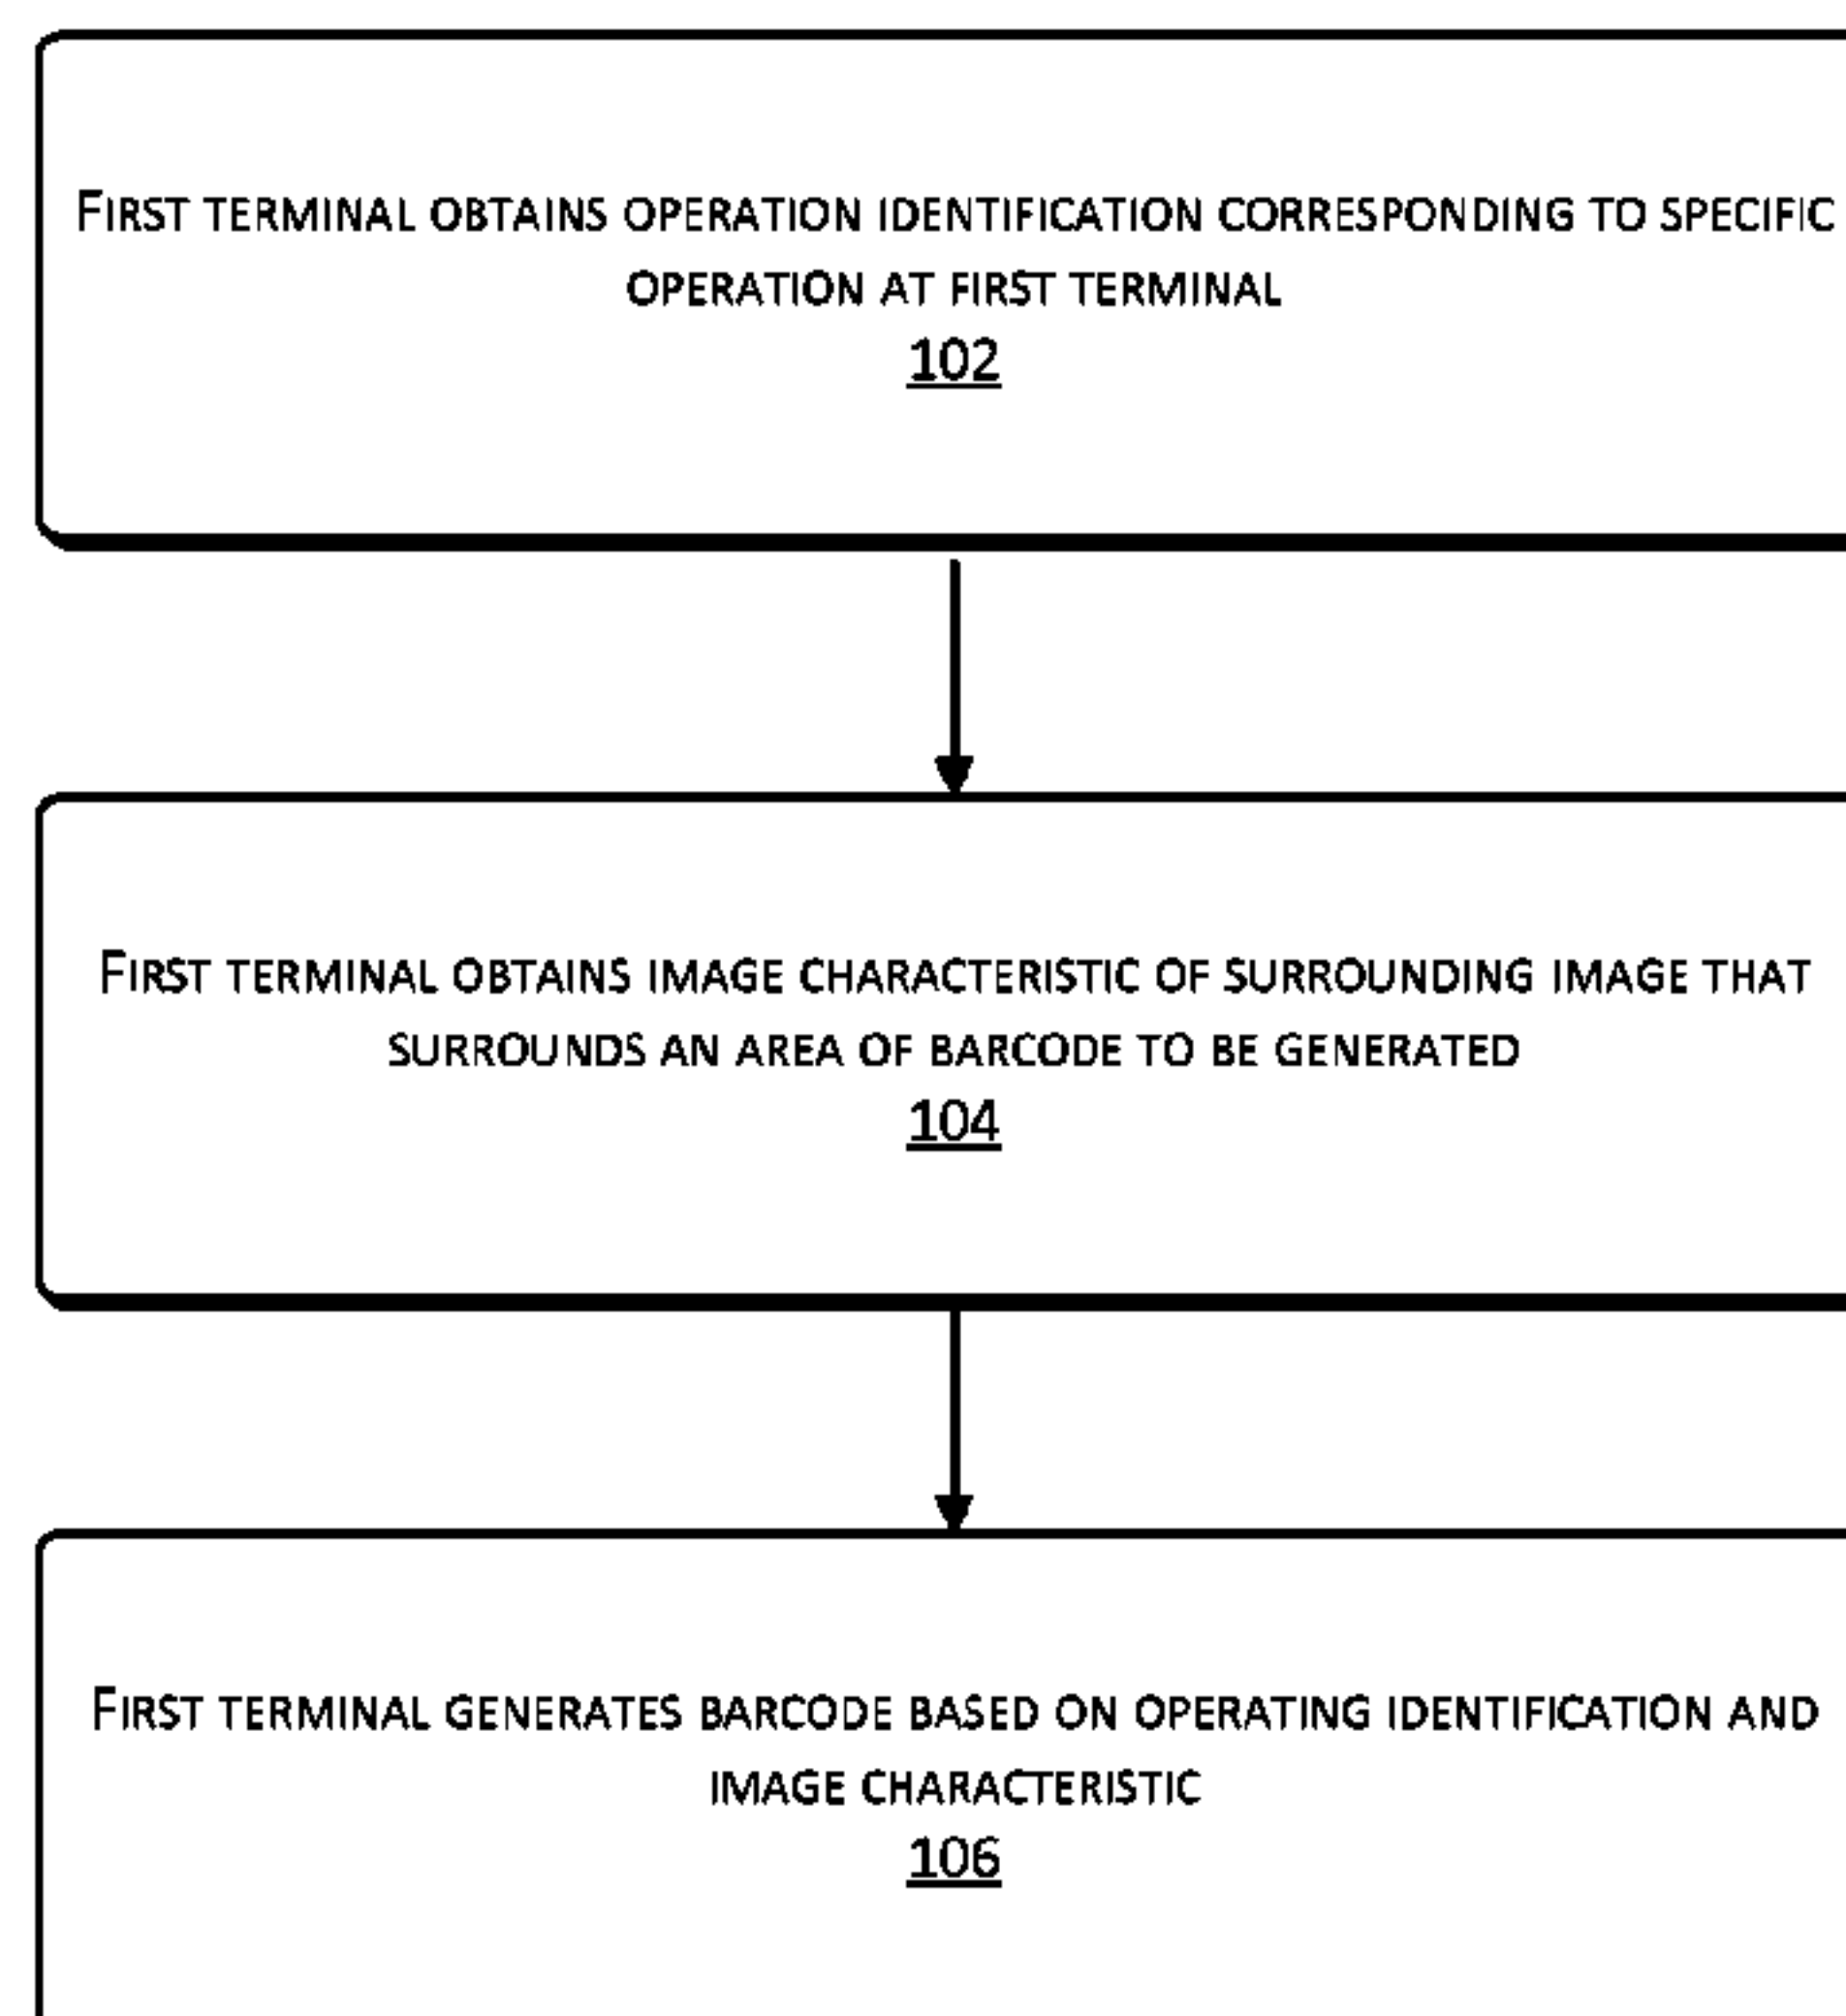 FIRST TERMINAL OBTAINS OPERATION IDENTIFICATION CORRESPONDING TO SPECIFIC
OPERATION AT FIRST TERMINAL
102
FIRST TERMINAL OBTAINS IMAGE CHARACTERISTIC OF SURROUNDING IMAGE THAT
SURROUNDS AN AREA OF BARCODE TO BE GENERATED
104
FIRST TERMINAL GENERATES BARCODE BASED ON OPERATING IDENTIFICATION AND
IMAGE CHARACTERISTIC
106